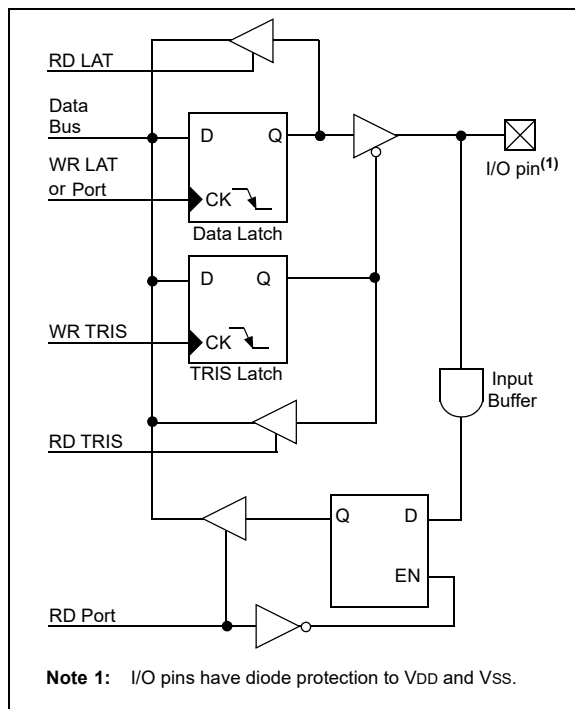 RD LAT
Data
Bus
D Q
WR LAT
or Port
CK
Data Latch
I/O pin(1)
D Q
WR TRIS
CK
TRIS Latch
Input
Buffer
RD TRIS
Q D
EN
RD Port
Note 1: I/O pins have diode protection to VDD and VSS.